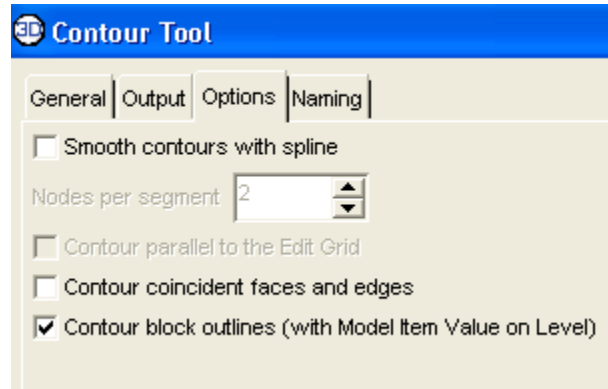 3D Contour Tool
General Output Options Naming
Smooth contours with spline
Nodes per segment 2
Contour parallel to the Edit Grid
Contour coincident faces and edges
Contour block outlines (with Model Item Value on Level)